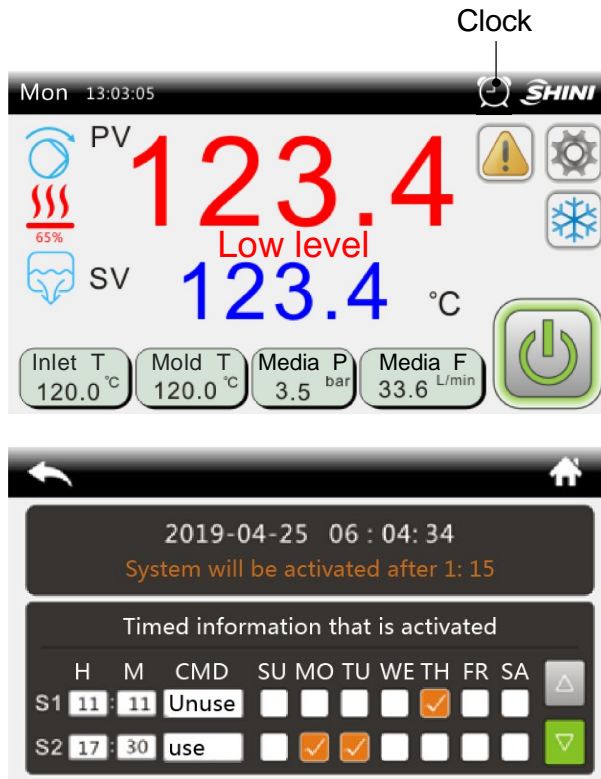 Clock
Mon 13:03:05 SHINI
PV 123.4
65%
Low level
SV 123.4 °C
Inlet T Mold T Media P Media F
120.0 °C 120.0 °C 3.5 bar 33.6 L/min
2019-04-25 06 : 04: 34
System will be activated after 1: 15
Timed information that is activated
H M CMD SU MO TU WE TH FR SA
S1 11 : 11 Unuse
S2 17 : 30 use